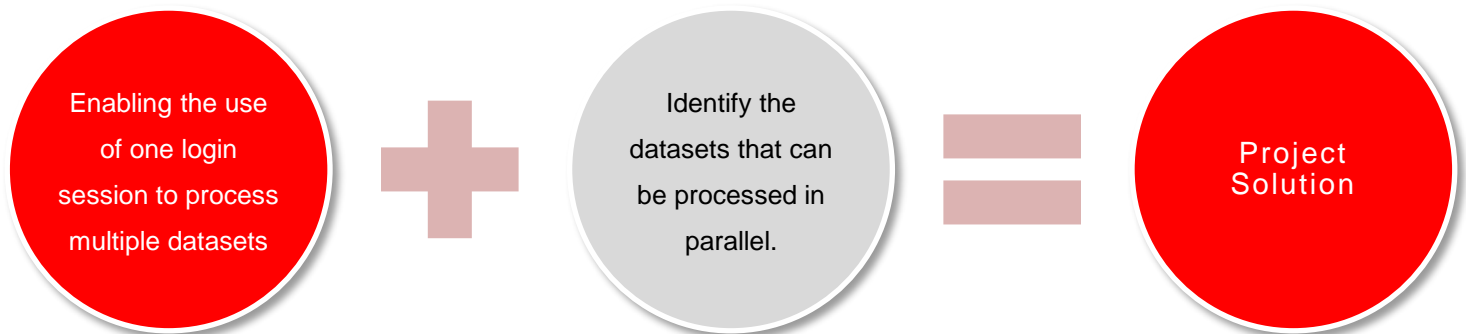 Enabling the use
of one login
session to process
multiple datasets
Identify the
datasets that can
be processed in
parallel.
Project
Solution